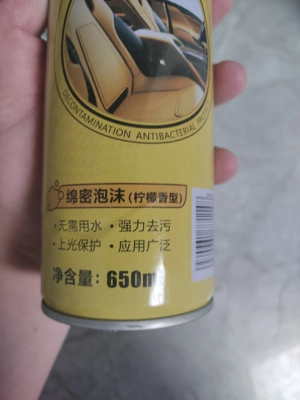 DECONTAMINATION ANTIBACTERIAL
绵密泡沫(柠檬香型)
·无需用水 ·强力去污
·上光保护 ·应用广泛
净含量：650m